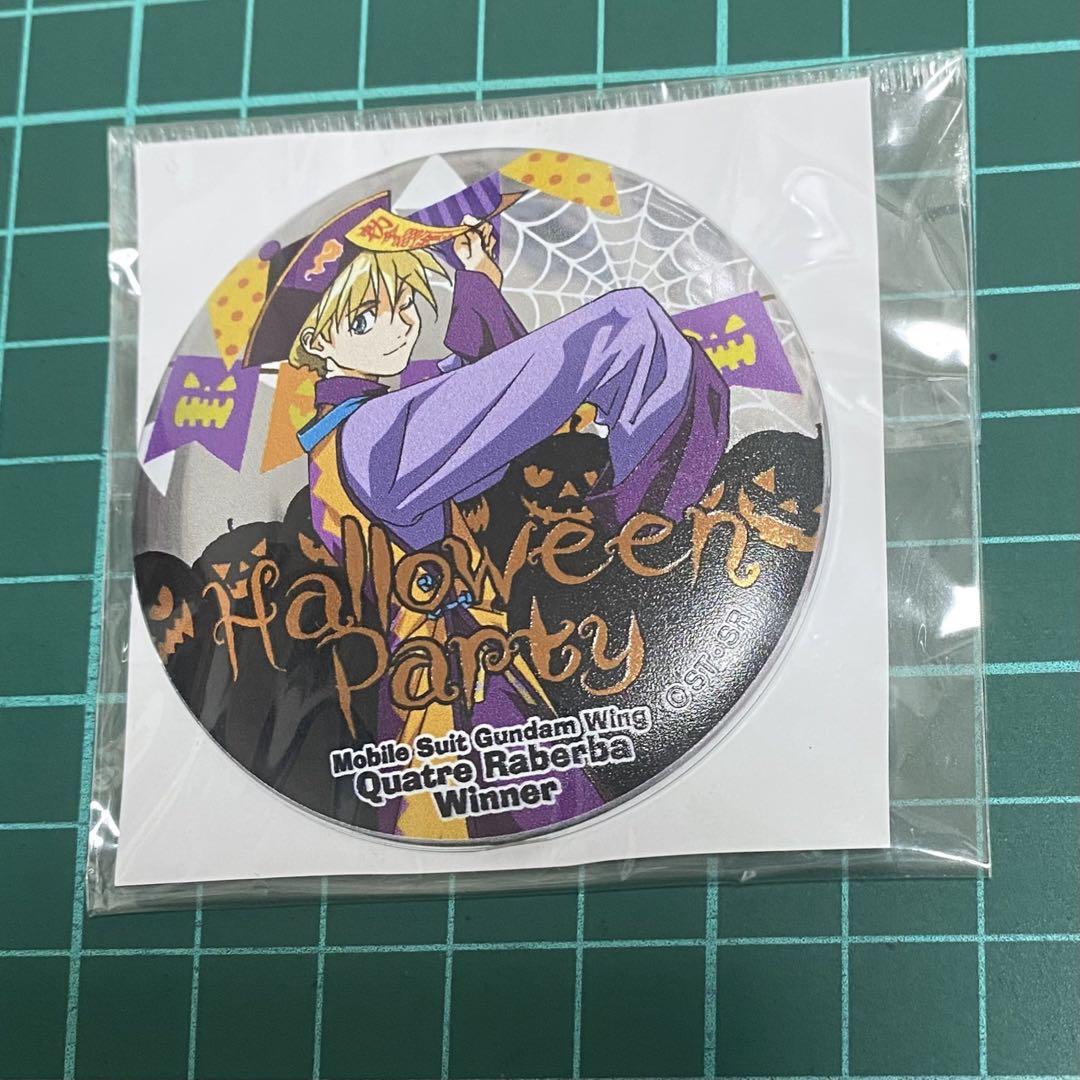 Halloween
Party
©ST•SR
Mobile Suit Gundam Wing
Quatre Raberba
Winner